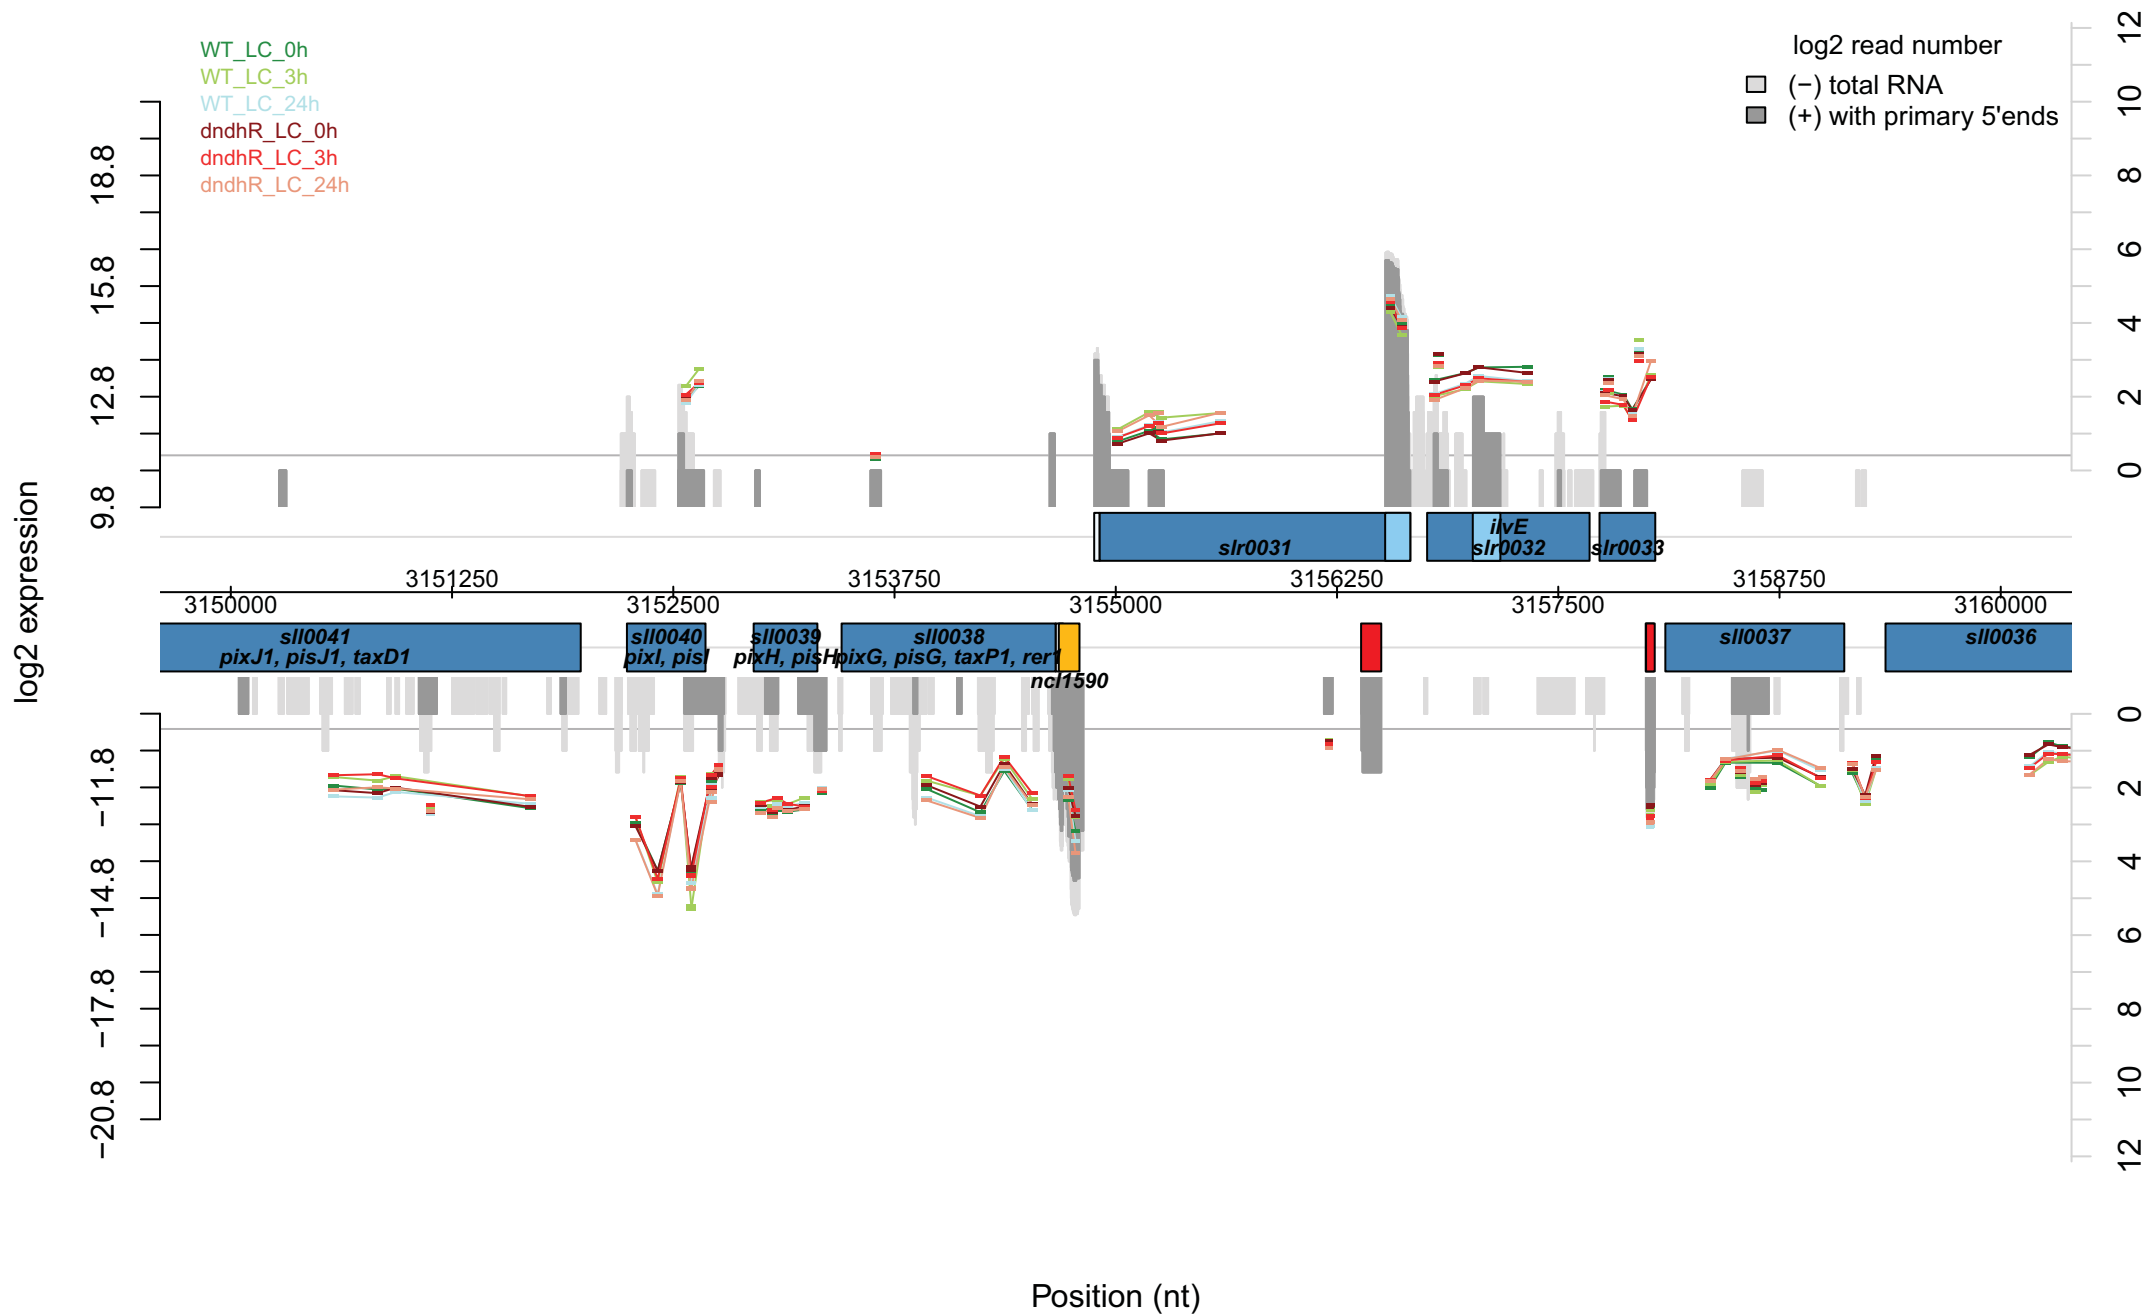 WT_LC_0h
WT_LC_3h
WT_LC_24h
dndhR_LC_0h
dndhR_LC_3h
dndhR_LC_24h
log2 read number
(−) total RNA
(+) with primary 5'ends
log2 expression
18.8
15.8
12.8
9.8
12
10
8
6
4
2
0
ilvE
slr0031
slr0032
slr0033
3151250
3153750
3156250
3158750
3150000
3152500
3155000
3157500
3160000
sll0041
pixJ1, pisJ1, taxD1
sll0040
pixI, pisI
sll0039
pixH, pisH
sll0038
pixG, pisG, taxP1, rer1
ncl1590
sll0037
sll0036
−11.8
−14.8
−17.8
−20.8
0
2
4
6
8
10
12
Position (nt)